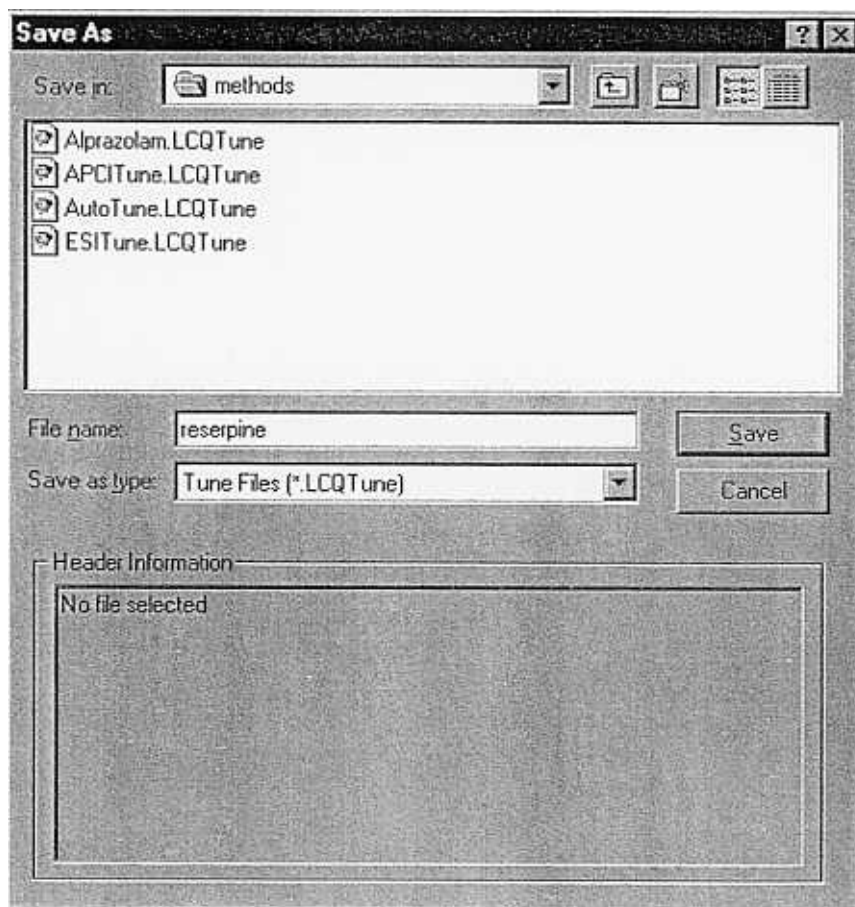 Save As
Save in: methods
Alprazolam.LCQTune
APCITune.LCQTune
AutoTune.LCQTune
ESITune.LCQTune
File name: reserpine Save
Save as type: Tune Files (*.LCQTune) Cancel
Header Information
No file selected